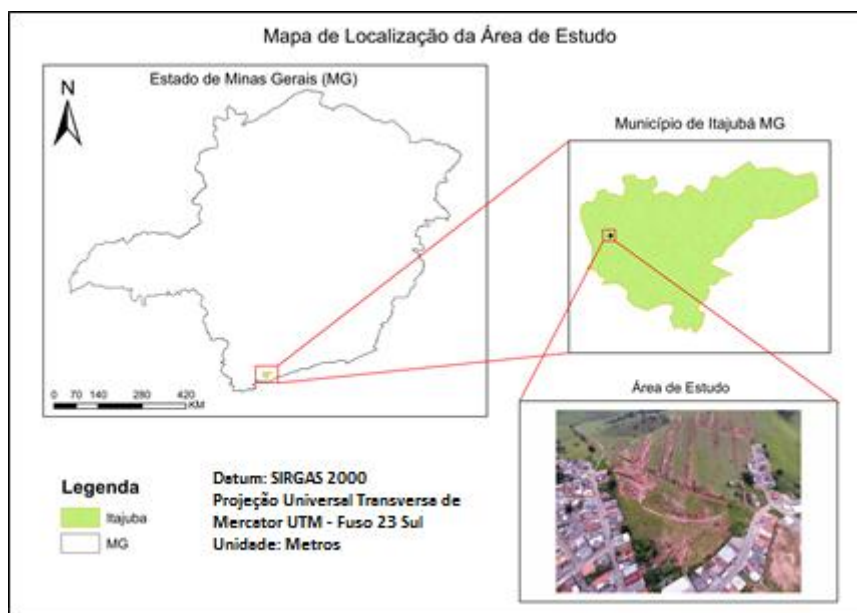 Mapa de Localização da Área de Estudo
Estado de Minas Gerais (MG)
N
Município de Itajubá MG
0 70 140 280 420
KM
Área de Estudo
Legenda
Itajuba
MG
Datum: SIRGAS 2000
Projeção Universal Transversa de
Mercator UTM - Fuso 23 Sul
Unidade: Metros